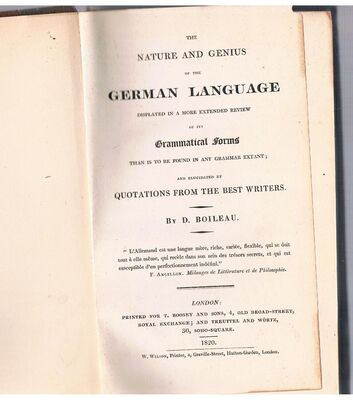 THE
NATURE AND GENIUS
OF THE
GERMAN LANGUAGE
DISPLAYED IN A MORE EXTENDED REVIEW
OF ITS
Grammatical Forms
THAN IS TO BE FOUND IN ANY GRAMMAR EXTANT;
AND ELUCIDATED BY
QUOTATIONS FROM THE BEST WRITERS.
BY D. BOILEAU.
"L'Allemand est une langue mère, riche, variée, flexible, qui se doit
tout à elle même, qui recèle dans son sein des trésors secrets, et qui est
susceptible d'un perfectionnement indéfini."
F. ANCILLON. Mélanges de Littérature et de Philosophie.
LONDON:
PRINTED FOR T. BOOSEY AND SONS, 4, OLD BROAD-STREET,
ROYAL EXCHANGE; AND TREUTTEL AND WÜRTZ,
30, SOHO-SQUARE.
1820.
W. WILSON, Printer, 4, Greville-Street, Hatton-Garden, London.